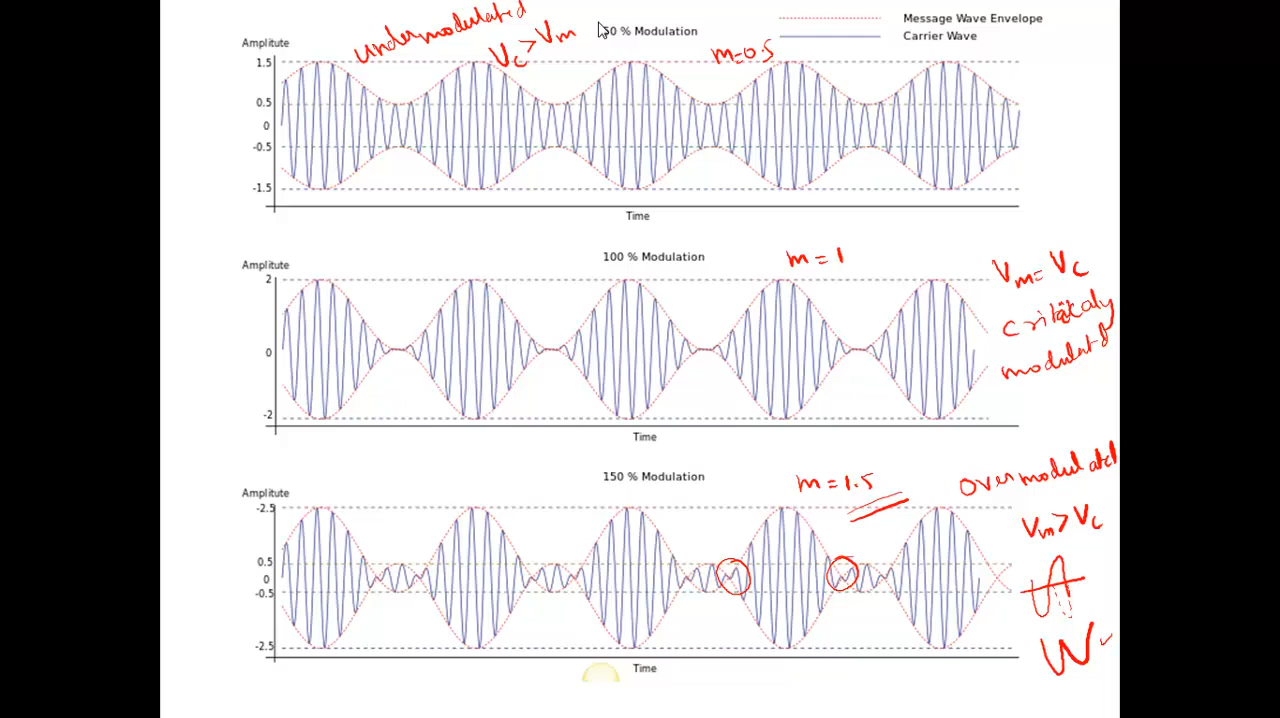 Message Wave Envelope
Carrier Wave
undermodulated
Vc > Vm
50 % Modulation
m=0.5
Amplitude
1.5
0.5
0
-0.5
-1.5
Time
100 % Modulation
m = 1
Amplitude
2
0
-2
Time
Vm = Vc
critically
modulated
150 % Modulation
m = 1.5
Overmodulated
Amplitude
-2.5
0.5
0
-0.5
-2.5
Time
Vm > Vc